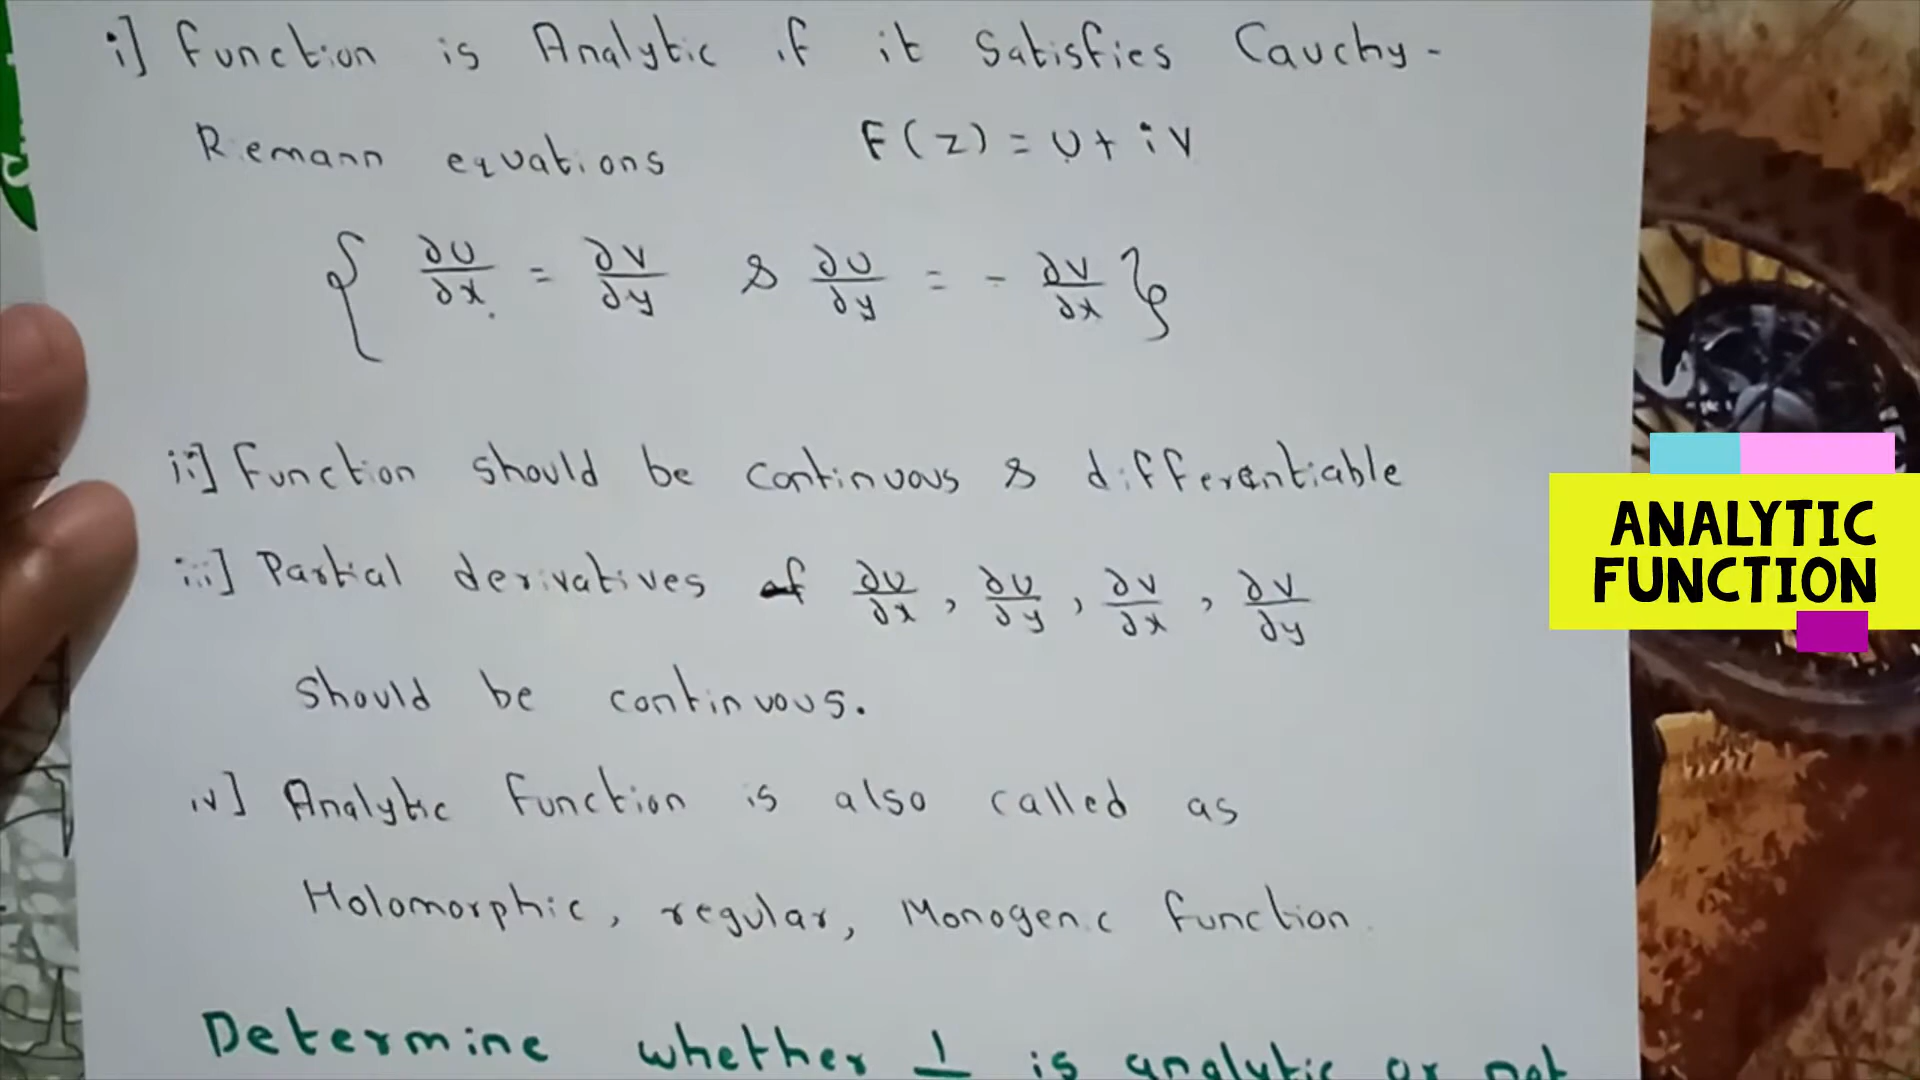 i] Function is Analytic if it Satisfies Cauchy-
Riemann equations F(z) = u + iv
{ ∂u/∂x = ∂v/∂y & ∂u/∂y = - ∂v/∂x }
ii] Function should be continuous & differentiable
iii] Partial derivatives of ∂u/∂x , ∂u/∂y , ∂v/∂x , ∂v/∂y
should be continuous.
iv] Analytic Function is also called as
Holomorphic, regular, Monogenic Function.
Determine whether 1 is analytic or not
ANALYTIC
FUNCTION